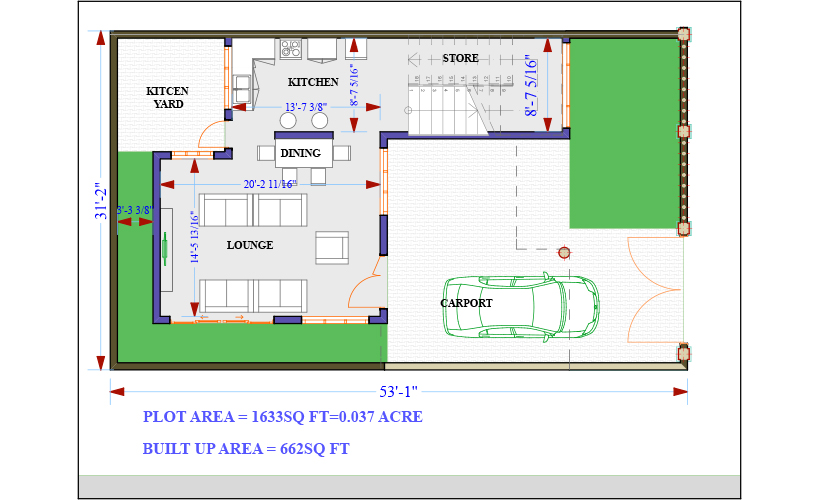 STORE
KITCHEN
KITCEN
YARD
8'-7 5/16"
8'-7 5/16"
13'-7 3/8"
DINING
20'-2 11/16"
31'-2"
3'-3 3/8"
14'-5 13/16"
LOUNGE
CARPORT
53'-1"
PLOT AREA = 1633SQ FT=0.037 ACRE
BUILT UP AREA = 662SQ FT